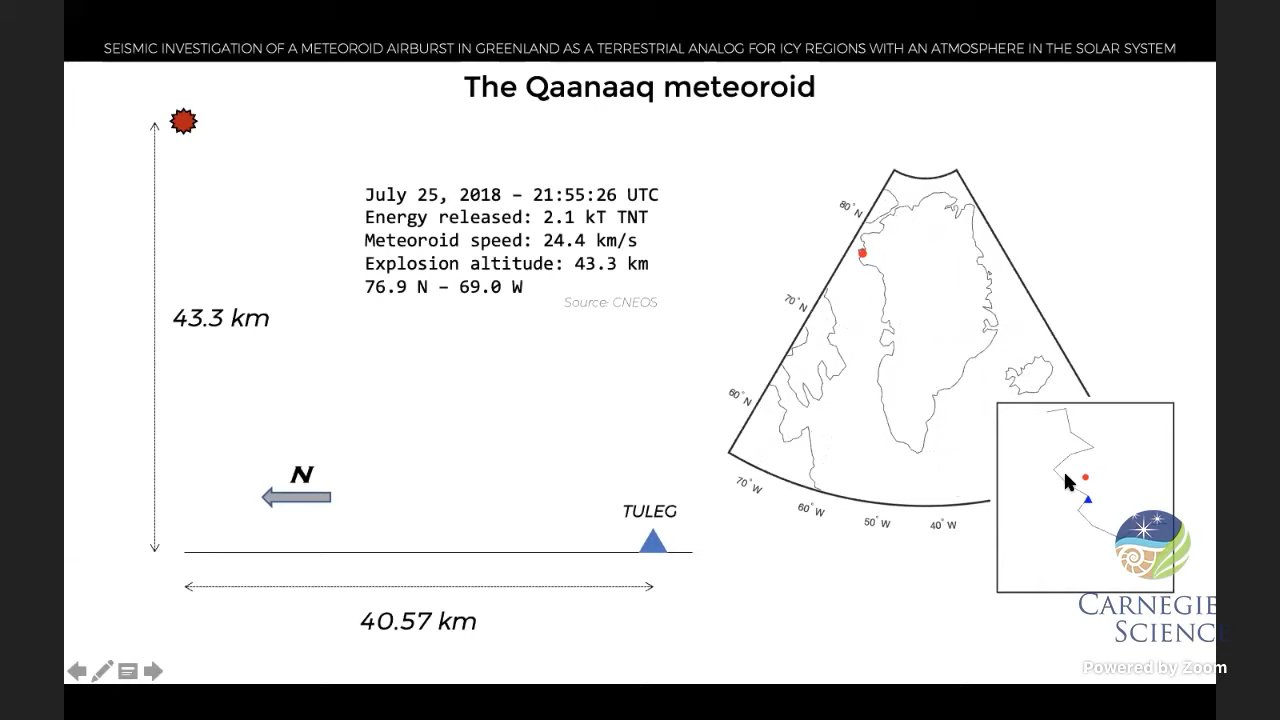 SEISMIC INVESTIGATION OF A METEOROID AIRBURST IN GREENLAND AS A TERRESTRIAL ANALOG FOR ICY REGIONS WITH AN ATMOSPHERE IN THE SOLAR SYSTEM
The Qaanaaq meteoroid
July 25, 2018 – 21:55:26 UTC
Energy released: 2.1 kT TNT
Meteoroid speed: 24.4 km/s
Explosion altitude: 43.3 km
76.9 N – 69.0 W
Source: CNEOS
43.3 km
N
TULEG
40.57 km
80°N
70°N
60°N
70°W
60°W
50°W
40°W
CARNEGIE
SCIENCE
Powered by Zoom